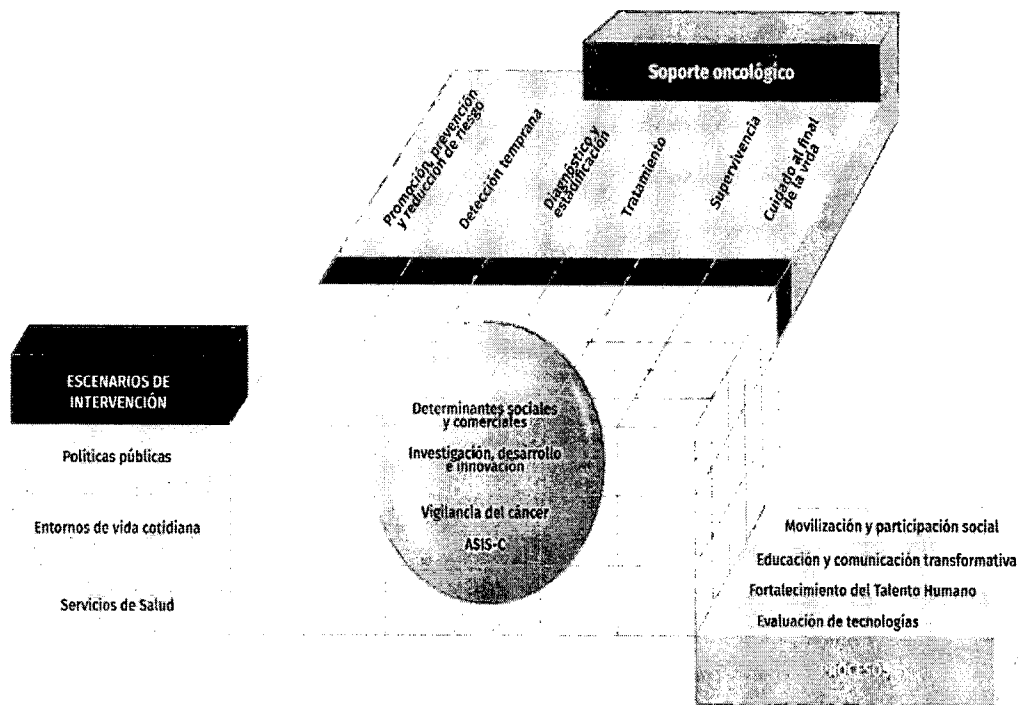 Soporte oncológico
Promoción, prevención
y reducción de riesgo
Detección temprana
Diagnóstico y
estadificación
Tratamiento
Supervivencia
Cuidado al final
de la vida
ESCENARIOS DE
INTERVENCIÓN
Políticas públicas
Entornos de vida cotidiana
Servicios de Salud
Determinantes sociales
y comerciales
Investigación, desarrollo
e innovación
Vigilancia del cáncer
ASIS-C
Movilización y participación social
Educación y comunicación transformativa
Fortalecimiento del Talento Humano
Evaluación de tecnologías